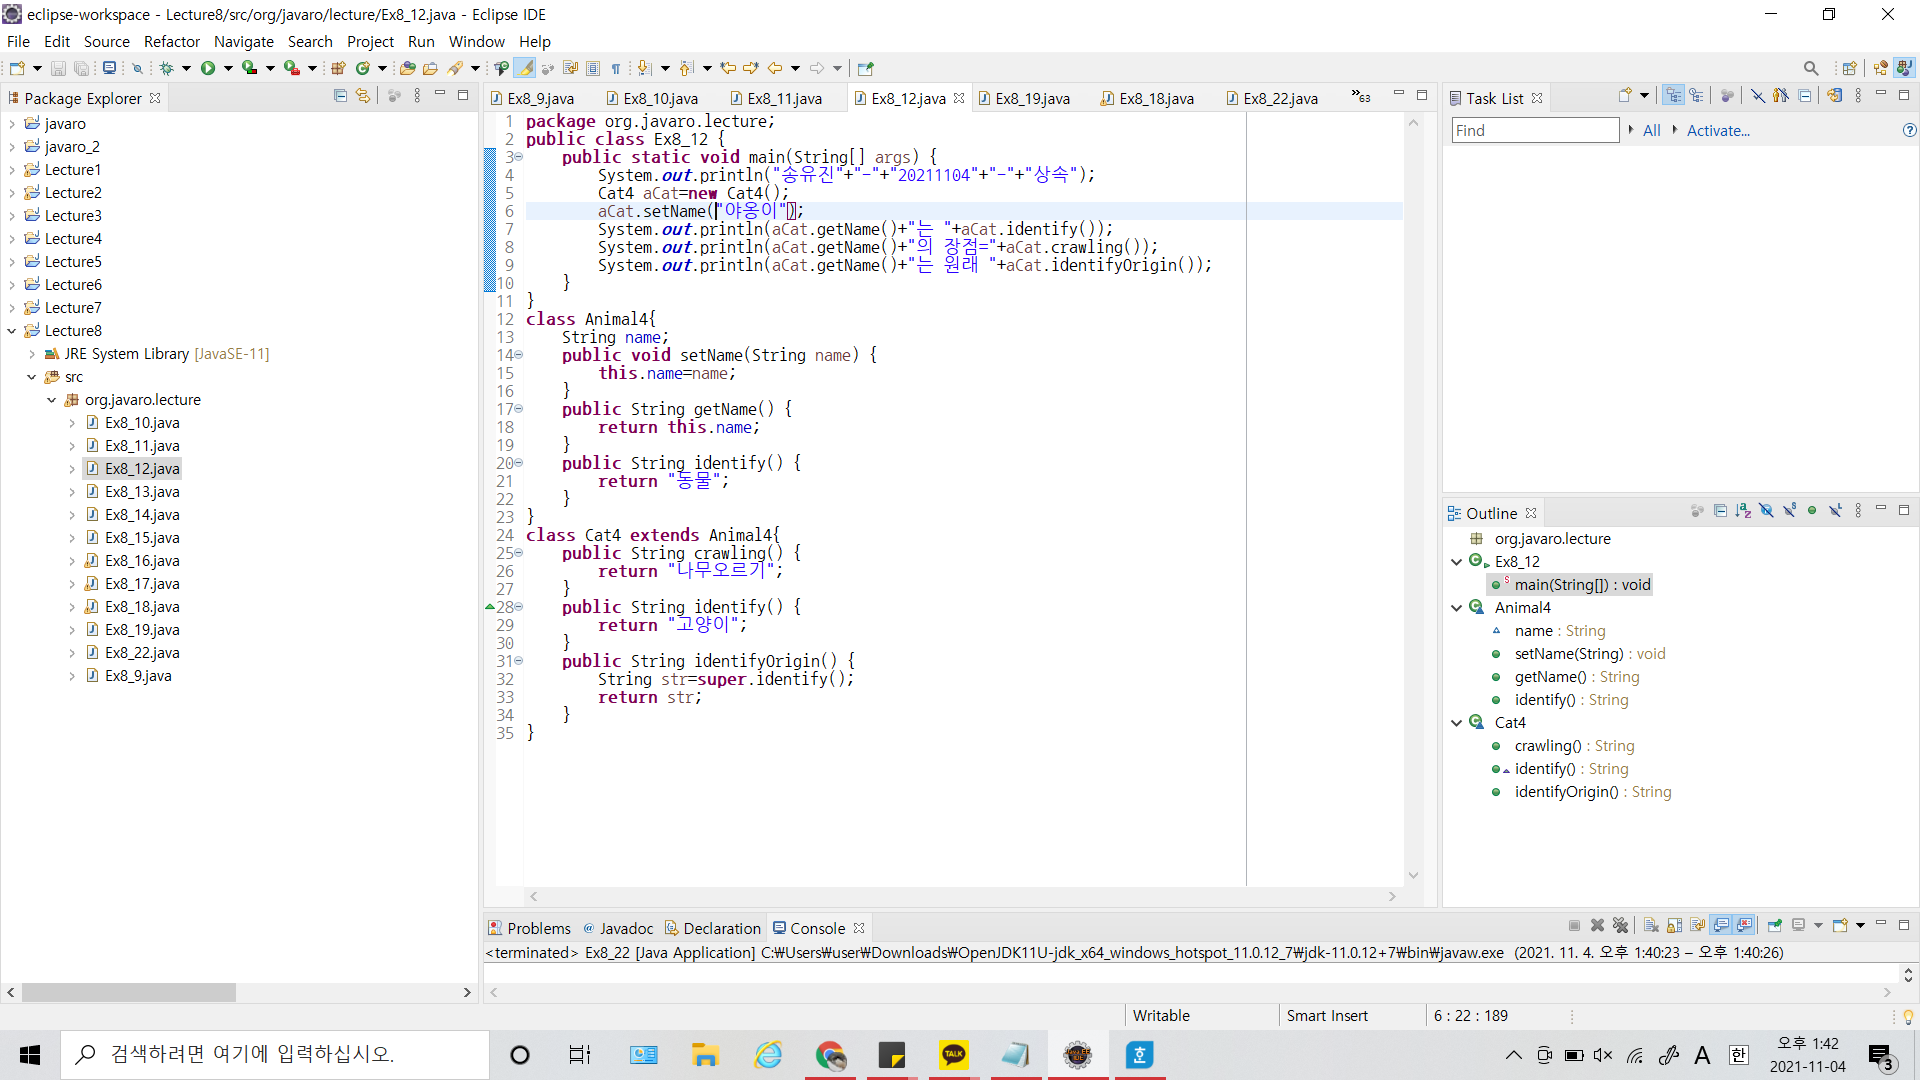 eclipse-workspace - Lecture8/src/org/javaro/lecture/Ex8_12.java - Eclipse IDE
File Edit Source Refactor Navigate Search Project Run Window Help
Package Explorer
javaro
javaro_2
Lecture1
Lecture2
Lecture3
Lecture4
Lecture5
Lecture6
Lecture7
Lecture8
JRE System Library [JavaSE-11]
src
org.javaro.lecture
Ex8_10.java
Ex8_11.java
Ex8_12.java
Ex8_13.java
Ex8_14.java
Ex8_15.java
Ex8_16.java
Ex8_17.java
Ex8_18.java
Ex8_19.java
Ex8_22.java
Ex8_9.java
Ex8_9.java Ex8_10.java Ex8_11.java Ex8_12.java Ex8_19.java Ex8_18.java Ex8_22.java »63
1 package org.javaro.lecture;
2 public class Ex8_12 {
3 public static void main(String[] args) {
4 System.out.println("송유진"+"-"+"20211104"+"-"+"상속");
5 Cat4 aCat=new Cat4();
6 aCat.setName("야옹이");
7 System.out.println(aCat.getName()+"는 "+aCat.identify());
8 System.out.println(aCat.getName()+"의 장점="+aCat.crawling());
9 System.out.println(aCat.getName()+"는 원래 "+aCat.identifyOrigin());
10 }
11 }
12 class Animal4{
13 String name;
14 public void setName(String name) {
15 this.name=name;
16 }
17 public String getName() {
18 return this.name;
19 }
20 public String identify() {
21 return "동물";
22 }
23 }
24 class Cat4 extends Animal4{
25 public String crawling() {
26 return "나무오르기";
27 }
28 public String identify() {
29 return "고양이";
30 }
31 public String identifyOrigin() {
32 String str=super.identify();
33 return str;
34 }
35 }
Task List
Find All Activate...
Outline
org.javaro.lecture
Ex8_12
main(String[]) : void
Animal4
name : String
setName(String) : void
getName() : String
identify() : String
Cat4
crawling() : String
identify() : String
identifyOrigin() : String
Problems @ Javadoc Declaration Console
<terminated> Ex8_22 [Java Application] C:₩Users₩user₩Downloads₩OpenJDK11U-jdk_x64_windows_hotspot_11.0.12_7₩jdk-11.0.12+7₩bin₩javaw.exe (2021. 11. 4. 오후 1:40:23 – 오후 1:40:26)
Writable Smart Insert 6 : 22 : 189
검색하려면 여기에 입력하십시오.
TALK
A 한
오후 1:42
2021-11-04
3